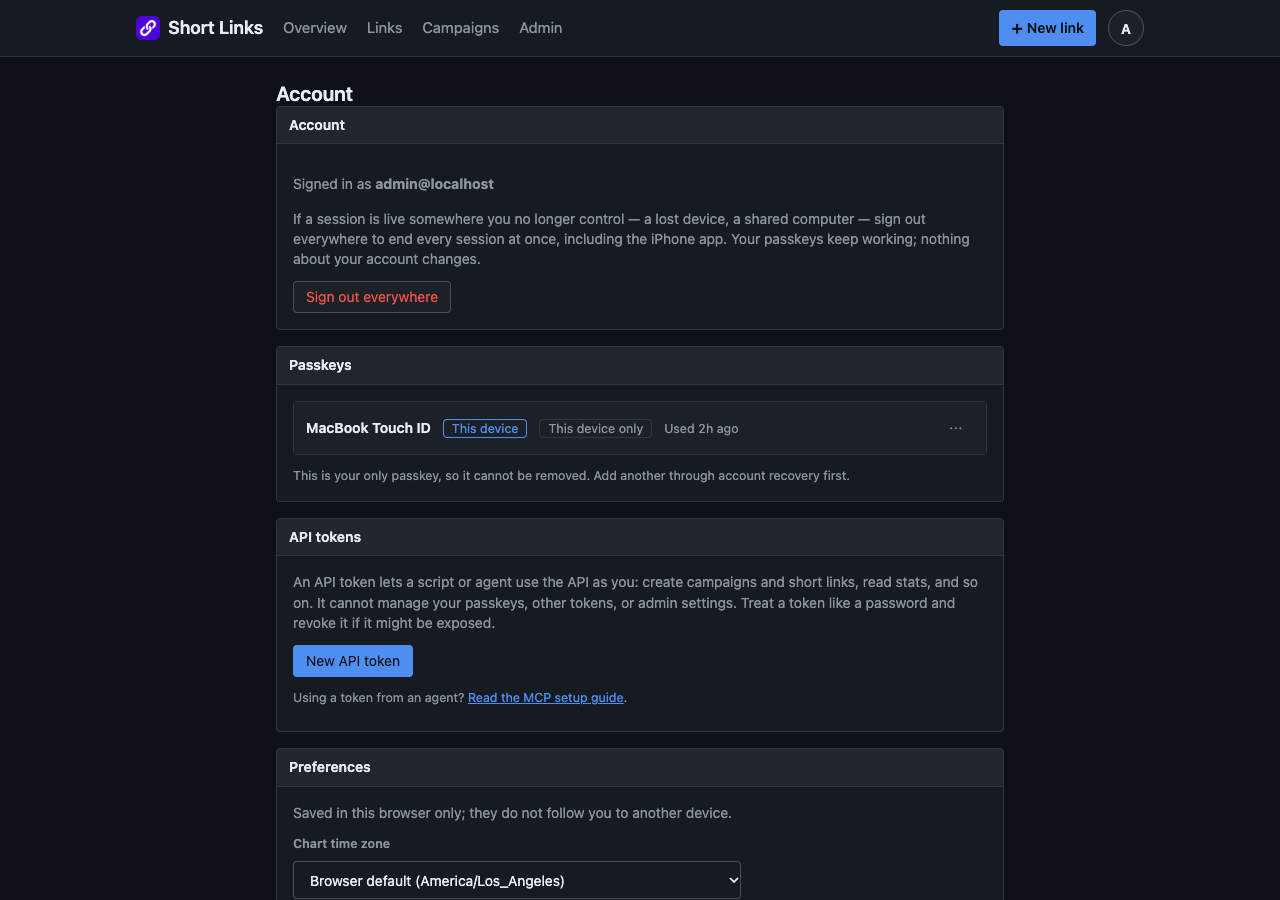 Short Links Overview Links Campaigns Admin + New link A
Account
Account
Signed in as admin@localhost
If a session is live somewhere you no longer control — a lost device, a shared computer — sign out
everywhere to end every session at once, including the iPhone app. Your passkeys keep working; nothing
about your account changes.
Sign out everywhere
Passkeys
MacBook Touch ID This device This device only Used 2h ago ···
This is your only passkey, so it cannot be removed. Add another through account recovery first.
API tokens
An API token lets a script or agent use the API as you: create campaigns and short links, read stats, and so
on. It cannot manage your passkeys, other tokens, or admin settings. Treat a token like a password and
revoke it if it might be exposed.
New API token
Using a token from an agent? Read the MCP setup guide.
Preferences
Saved in this browser only; they do not follow you to another device.
Chart time zone
Browser default (America/Los_Angeles)